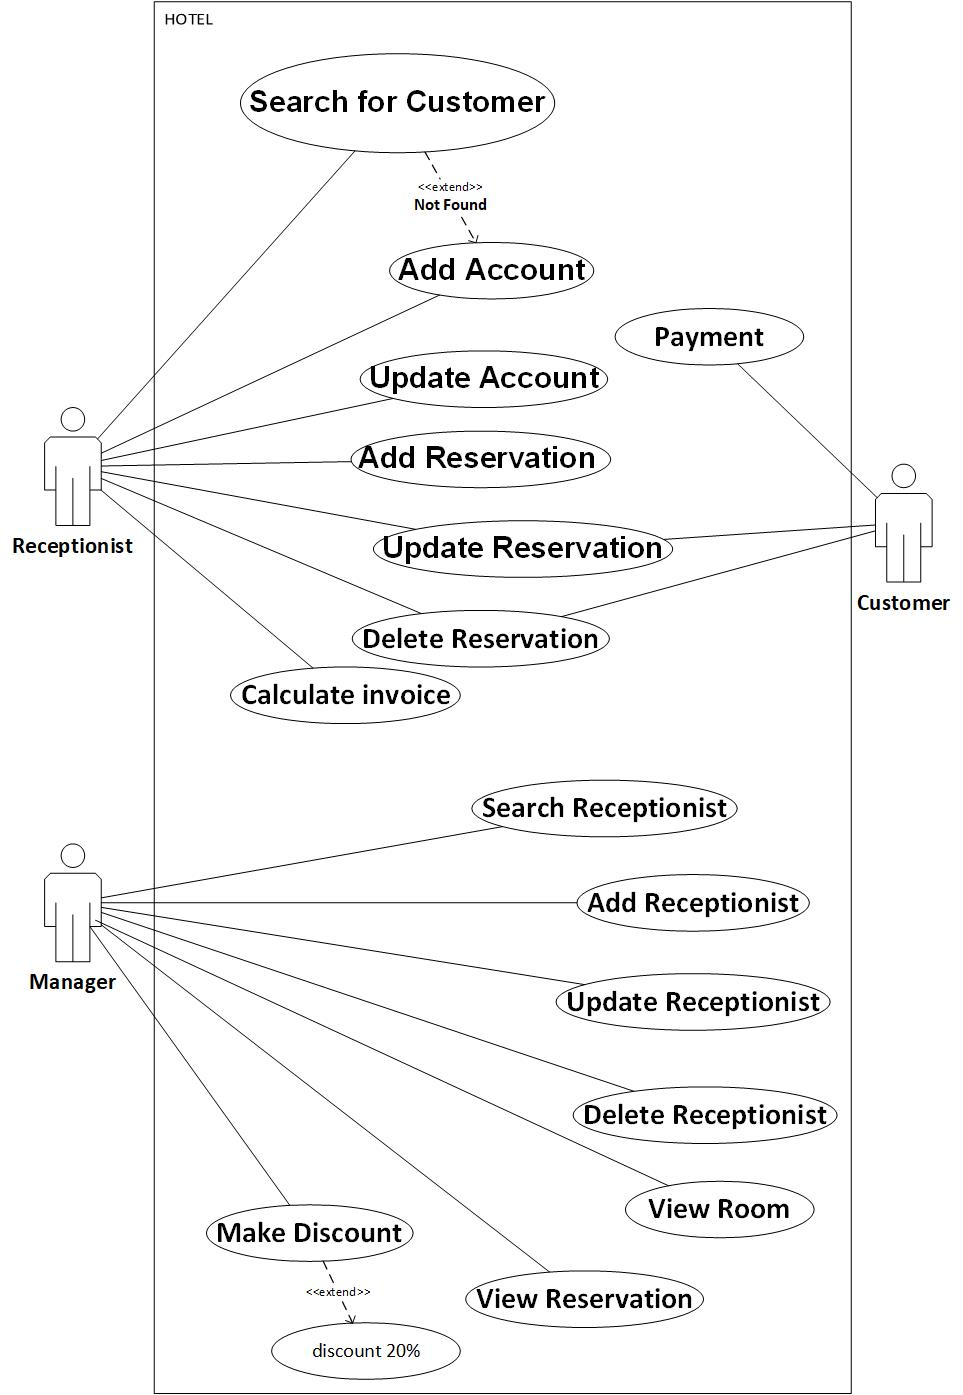 HOTEL
Search for Customer
<<extend>>
Not Found
Add Account
Payment
Update Account
Add Reservation
Receptionist
Update Reservation
Customer
Delete Reservation
Calculate invoice
Search Receptionist
Add Receptionist
Manager
Update Receptionist
Delete Receptionist
View Room
Make Discount
<<extend>>
View Reservation
discount 20%